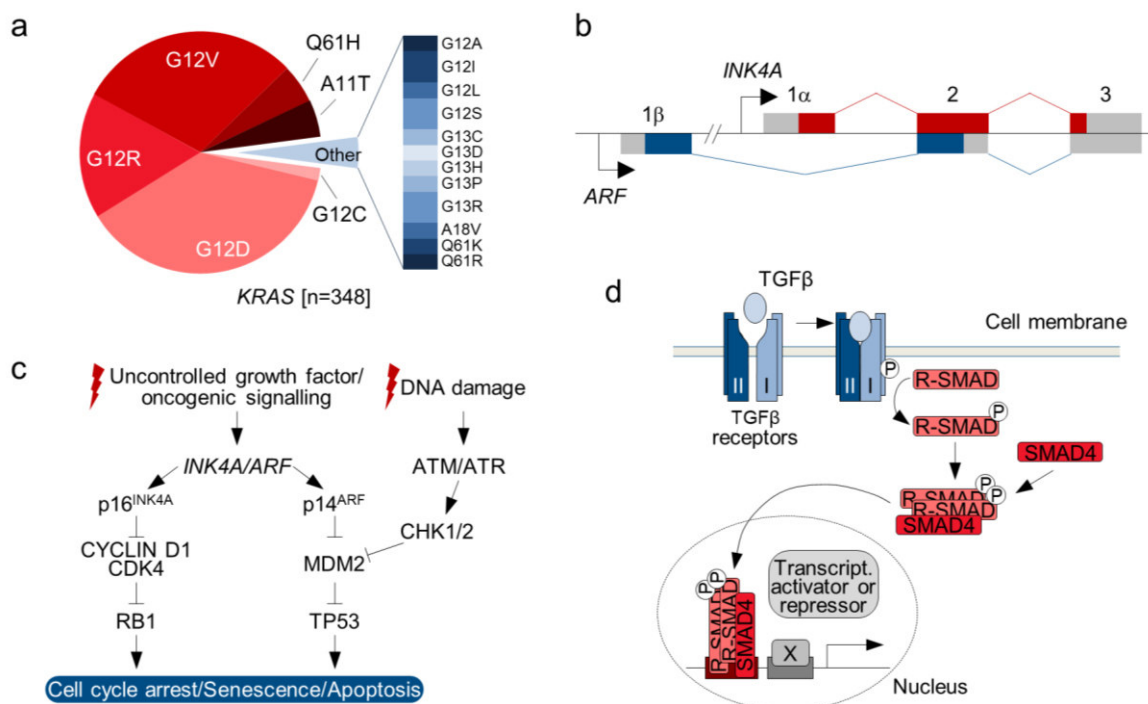 a
G12V
Q61H
A11T
G12R
Other
G12C
G12D
KRAS [n=348]
G12A
G12I
G12L
G12S
G13C
G13D
G13H
G13P
G13R
A18V
Q61K
Q61R
b
INK4A
1β
1α
2
3
ARF
c
Uncontrolled growth factor/
oncogenic signalling
DNA damage
INK4A/ARF
ATM/ATR
p16INK4A
p14ARF
CHK1/2
CYCLIN D1
CDK4
MDM2
RB1
TP53
Cell cycle arrest/Senescence/Apoptosis
d
TGFβ
Cell membrane
II
I
II
I
P
TGFβ
receptors
R-SMAD
R-SMAD
P
SMAD4
P
P
R-SMAD
R-SMAD
SMAD4
Transcript.
activator or
repressor
P
P
R-SMAD
R-SMAD
SMAD4
X
Nucleus